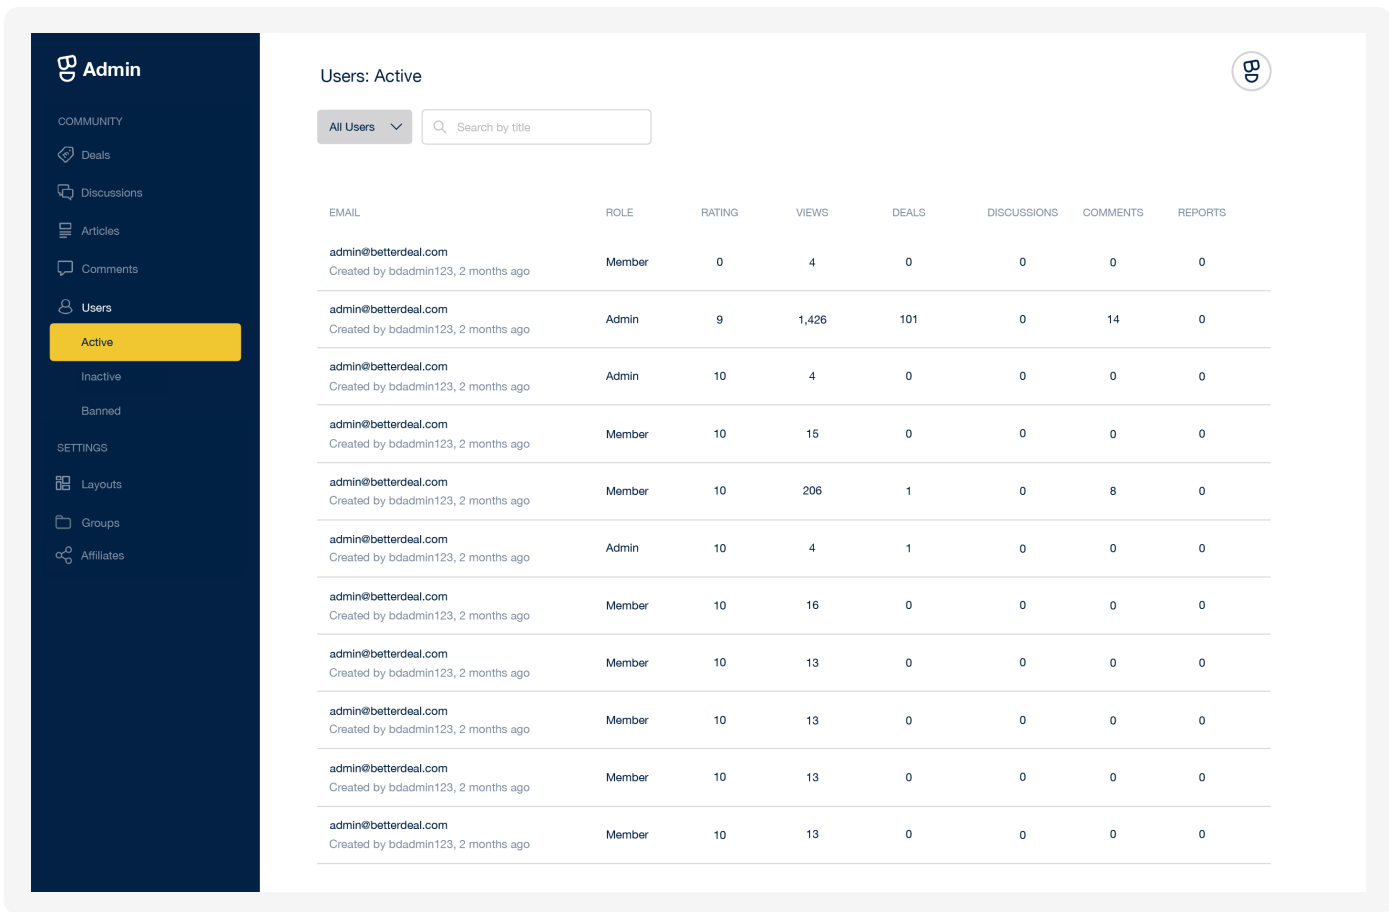 Admin
COMMUNITY
Deals
Discussions
Articles
Comments
Users
Active
Inactive
Banned
SETTINGS
Layouts
Groups
Affiliates
Users: Active
All Users Search by title
EMAIL ROLE RATING VIEWS DEALS DISCUSSIONS COMMENTS REPORTS
admin@betterdeal.com
Created by bdadmin123, 2 months ago
Member 0 4 0 0 0 0
admin@betterdeal.com
Created by bdadmin123, 2 months ago
Admin 9 1,426 101 0 14 0
admin@betterdeal.com
Created by bdadmin123, 2 months ago
Admin 10 4 0 0 0 0
admin@betterdeal.com
Created by bdadmin123, 2 months ago
Member 10 15 0 0 0 0
admin@betterdeal.com
Created by bdadmin123, 2 months ago
Member 10 206 1 0 8 0
admin@betterdeal.com
Created by bdadmin123, 2 months ago
Admin 10 4 1 0 0 0
admin@betterdeal.com
Created by bdadmin123, 2 months ago
Member 10 16 0 0 0 0
admin@betterdeal.com
Created by bdadmin123, 2 months ago
Member 10 13 0 0 0 0
admin@betterdeal.com
Created by bdadmin123, 2 months ago
Member 10 13 0 0 0 0
admin@betterdeal.com
Created by bdadmin123, 2 months ago
Member 10 13 0 0 0 0
admin@betterdeal.com
Created by bdadmin123, 2 months ago
Member 10 13 0 0 0 0